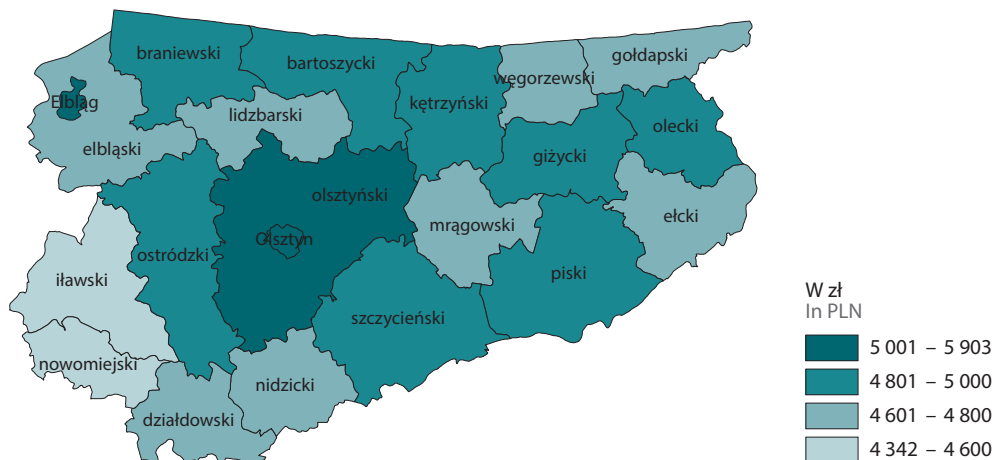 braniewski
bartoszycki
gołdapski
węgorzewski
kętrzyński
Elbląg
lidzbarski
olecki
elbląski
giżycki
olsztyński
ełcki
mrągowski
Olsztyn
ostródzki
piski
iławski
szczycieński
nowomiejski
nidzicki
działdowski
W zł
In PLN
5 001 – 5 903
4 801 – 5 000
4 601 – 4 800
4 342 – 4 600